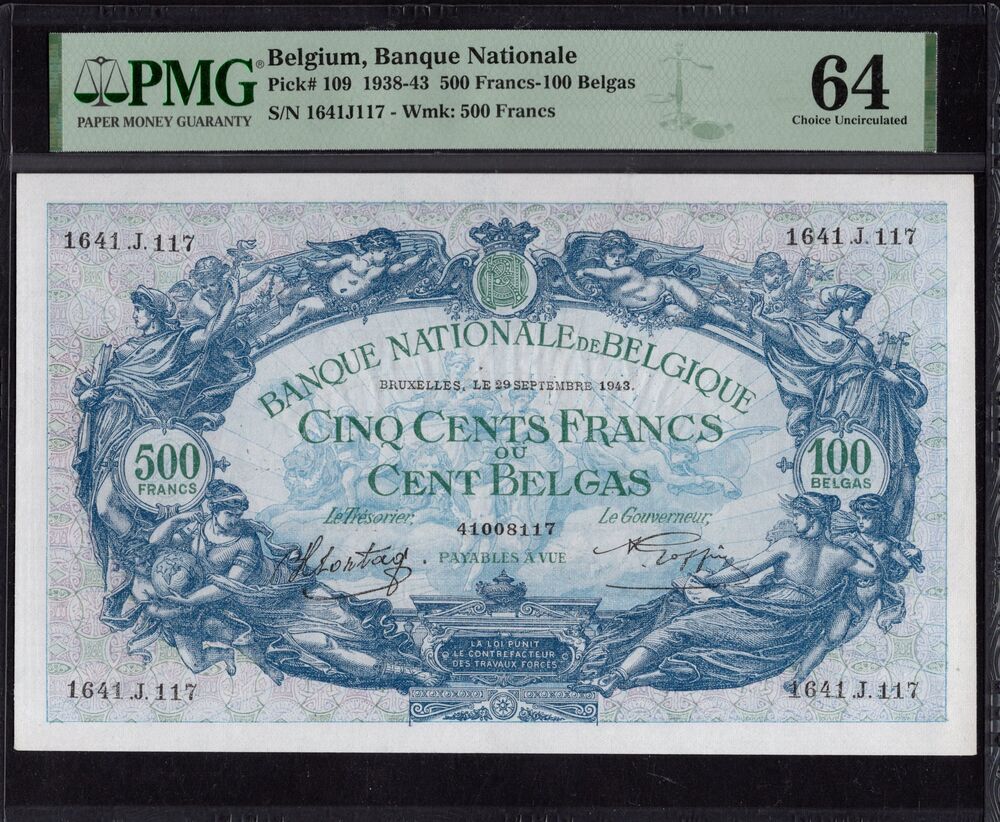 PMG®
PAPER MONEY GUARANTY
Belgium, Banque Nationale
Pick# 109 1938-43 500 Francs-100 Belgas
S/N 1641J117 - Wmk: 500 Francs
64
Choice Uncirculated
1641.J.117
1641.J.117
BANQUE NATIONALE DE BELGIQUE
BRUXELLES, LE 29 SEPTEMBRE 1943.
CINQ CENTS FRANCS
OU
CENT BELGAS
500
FRANCS
100
BELGAS
Le Trésorier,
41008117
Le Gouverneur,
PAYABLES À VUE
LA LOI PUNIT
LE CONTREFACTEUR
DES TRAVAUX FORCÉS
1641.J.117
1641.J.117